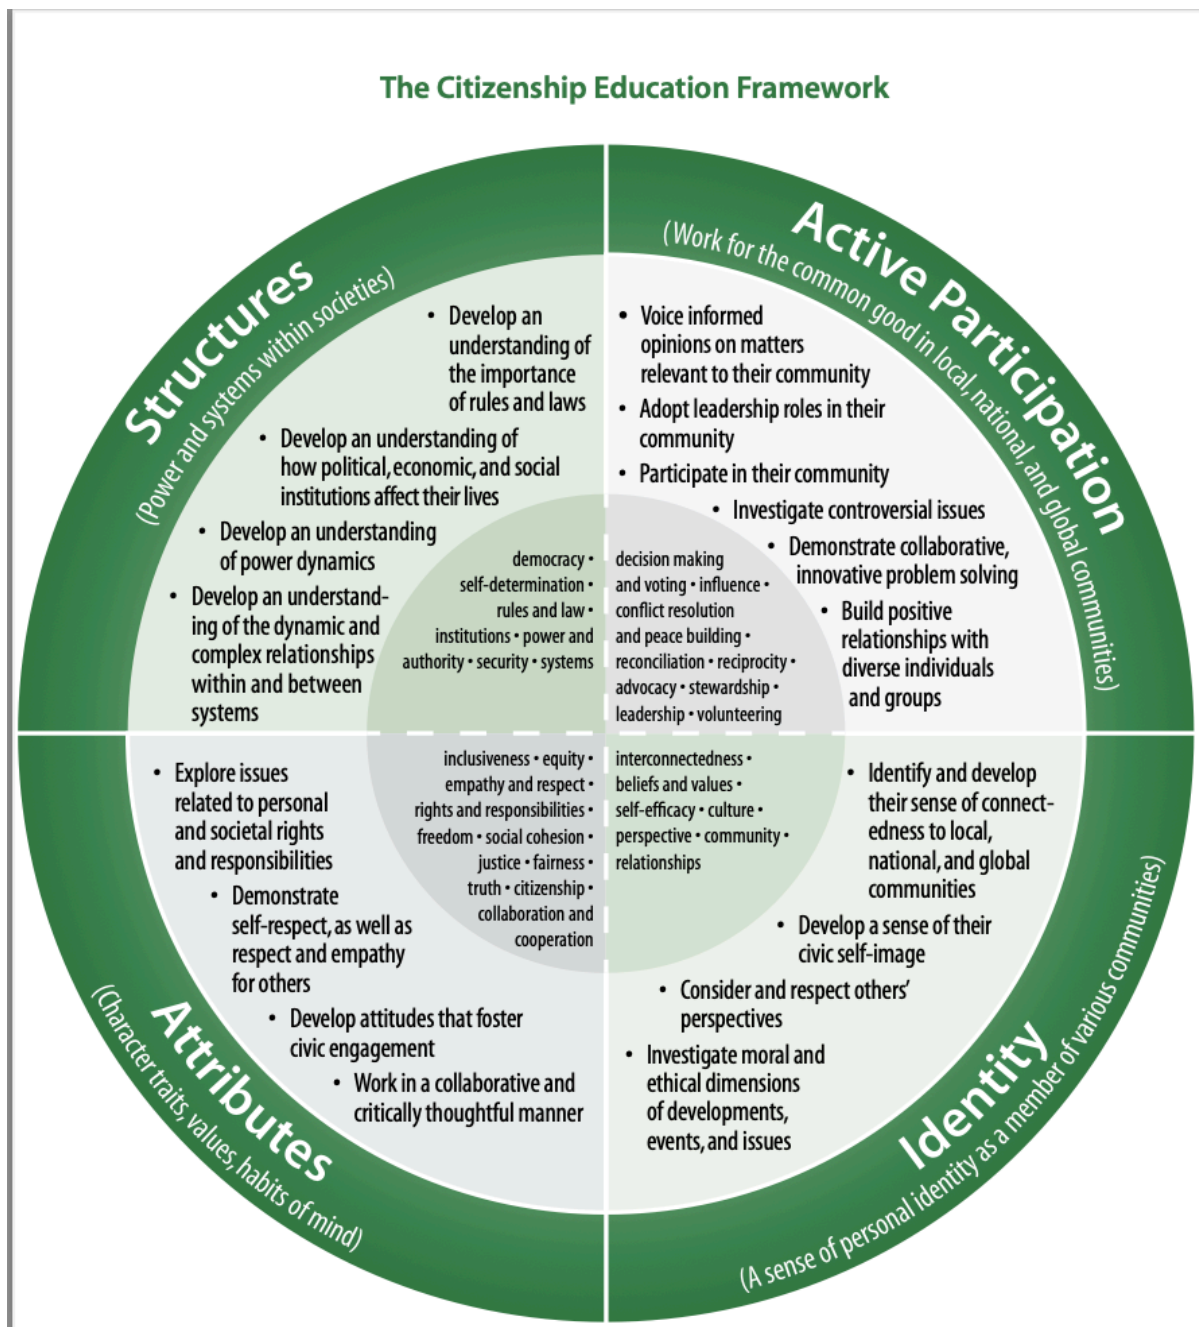 The Citizenship Education Framework
Structures
(Power and systems within societies)
• Develop an
understanding of
the importance
of rules and laws
• Develop an understanding of
how political, economic, and social
institutions affect their lives
• Develop an understanding
of power dynamics
• Develop an understand-
ing of the dynamic and
complex relationships
within and between
systems
democracy •
self-determination •
rules and law •
institutions • power and
authority • security • systems
Active Participation
(Work for the common good in local, national, and global communities)
• Voice informed
opinions on matters
relevant to their community
• Adopt leadership roles in their
community
• Participate in their community
• Investigate controversial issues
• Demonstrate collaborative,
innovative problem solving
• Build positive
relationships with
diverse individuals
and groups
decision making
and voting • influence •
conflict resolution
and peace building •
reconciliation • reciprocity •
advocacy • stewardship •
leadership • volunteering
Attributes
(Character traits, values, habits of mind)
• Explore issues
related to personal
and societal rights
and responsibilities
• Demonstrate
self-respect, as well as
respect and empathy
for others
• Develop attitudes that foster
civic engagement
• Work in a collaborative and
critically thoughtful manner
inclusiveness • equity •
empathy and respect •
rights and responsibilities •
freedom • social cohesion •
justice • fairness •
truth • citizenship •
collaboration and
cooperation
Identity
(A sense of personal identity as a member of various communities)
interconnectedness •
beliefs and values •
self-efficacy • culture •
perspective • community •
relationships
• Identify and develop
their sense of connect-
edness to local,
national, and global
communities
• Develop a sense of their
civic self-image
• Consider and respect others'
perspectives
• Investigate moral and
ethical dimensions
of developments,
events, and issues